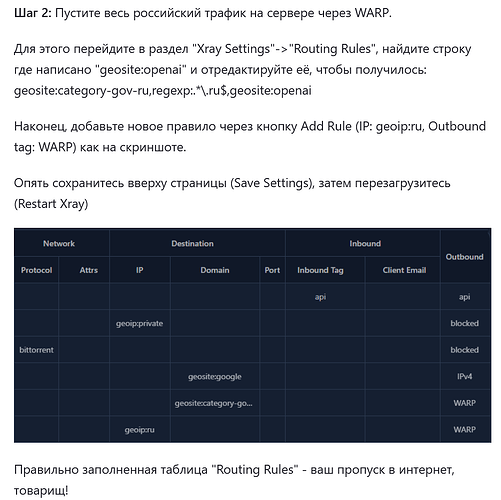 Шаг 2: Пустите весь российский трафик на сервере через WARP.
Для этого перейдите в раздел "Xray Settings"->"Routing Rules", найдите строку
где написано "geosite:openai" и отредактируйте её, чтобы получилось:
geosite:category-gov-ru,regexp:.*\.ru$,geosite:openai
Наконец, добавьте новое правило через кнопку Add Rule (IP: geoip:ru, Outbound
tag: WARP) как на скриншоте.
Опять сохранитесь вверху страницы (Save Settings), затем перезагрузитесь
(Restart Xray)
Network Destination Inbound Outbound
Protocol Attrs IP Domain Port Inbound Tag Client Email
api api
geoip:private blocked
bittorrent blocked
geosite:google IPv4
geosite:category-go... WARP
geoip:ru WARP
Правильно заполненная таблица "Routing Rules" - ваш пропуск в интернет,
товарищ!